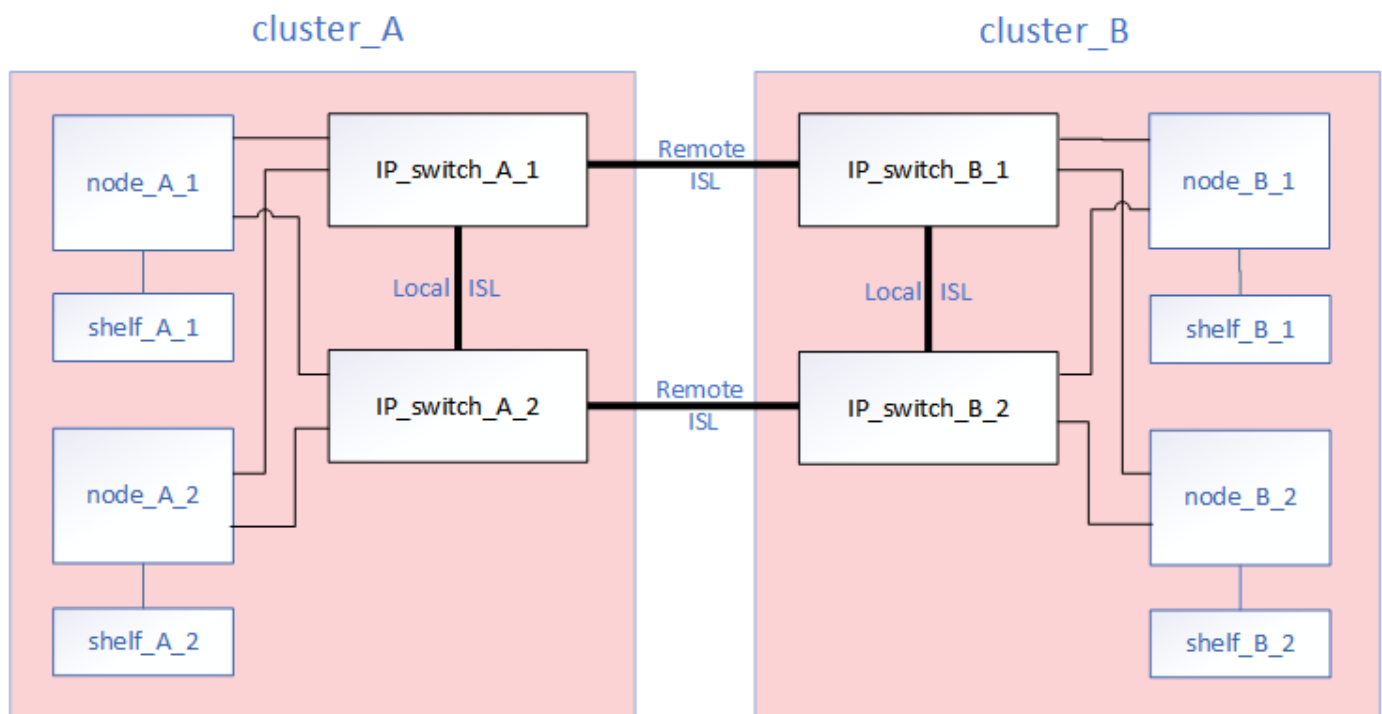 cluster_A
cluster_B
node_A_1
IP_switch_A_1
Remote
ISL
IP_switch_B_1
node_B_1
shelf_A_1
Local ISL
Local ISL
shelf_B_1
node_A_2
IP_switch_A_2
Remote
ISL
IP_switch_B_2
node_B_2
shelf_A_2
shelf_B_2